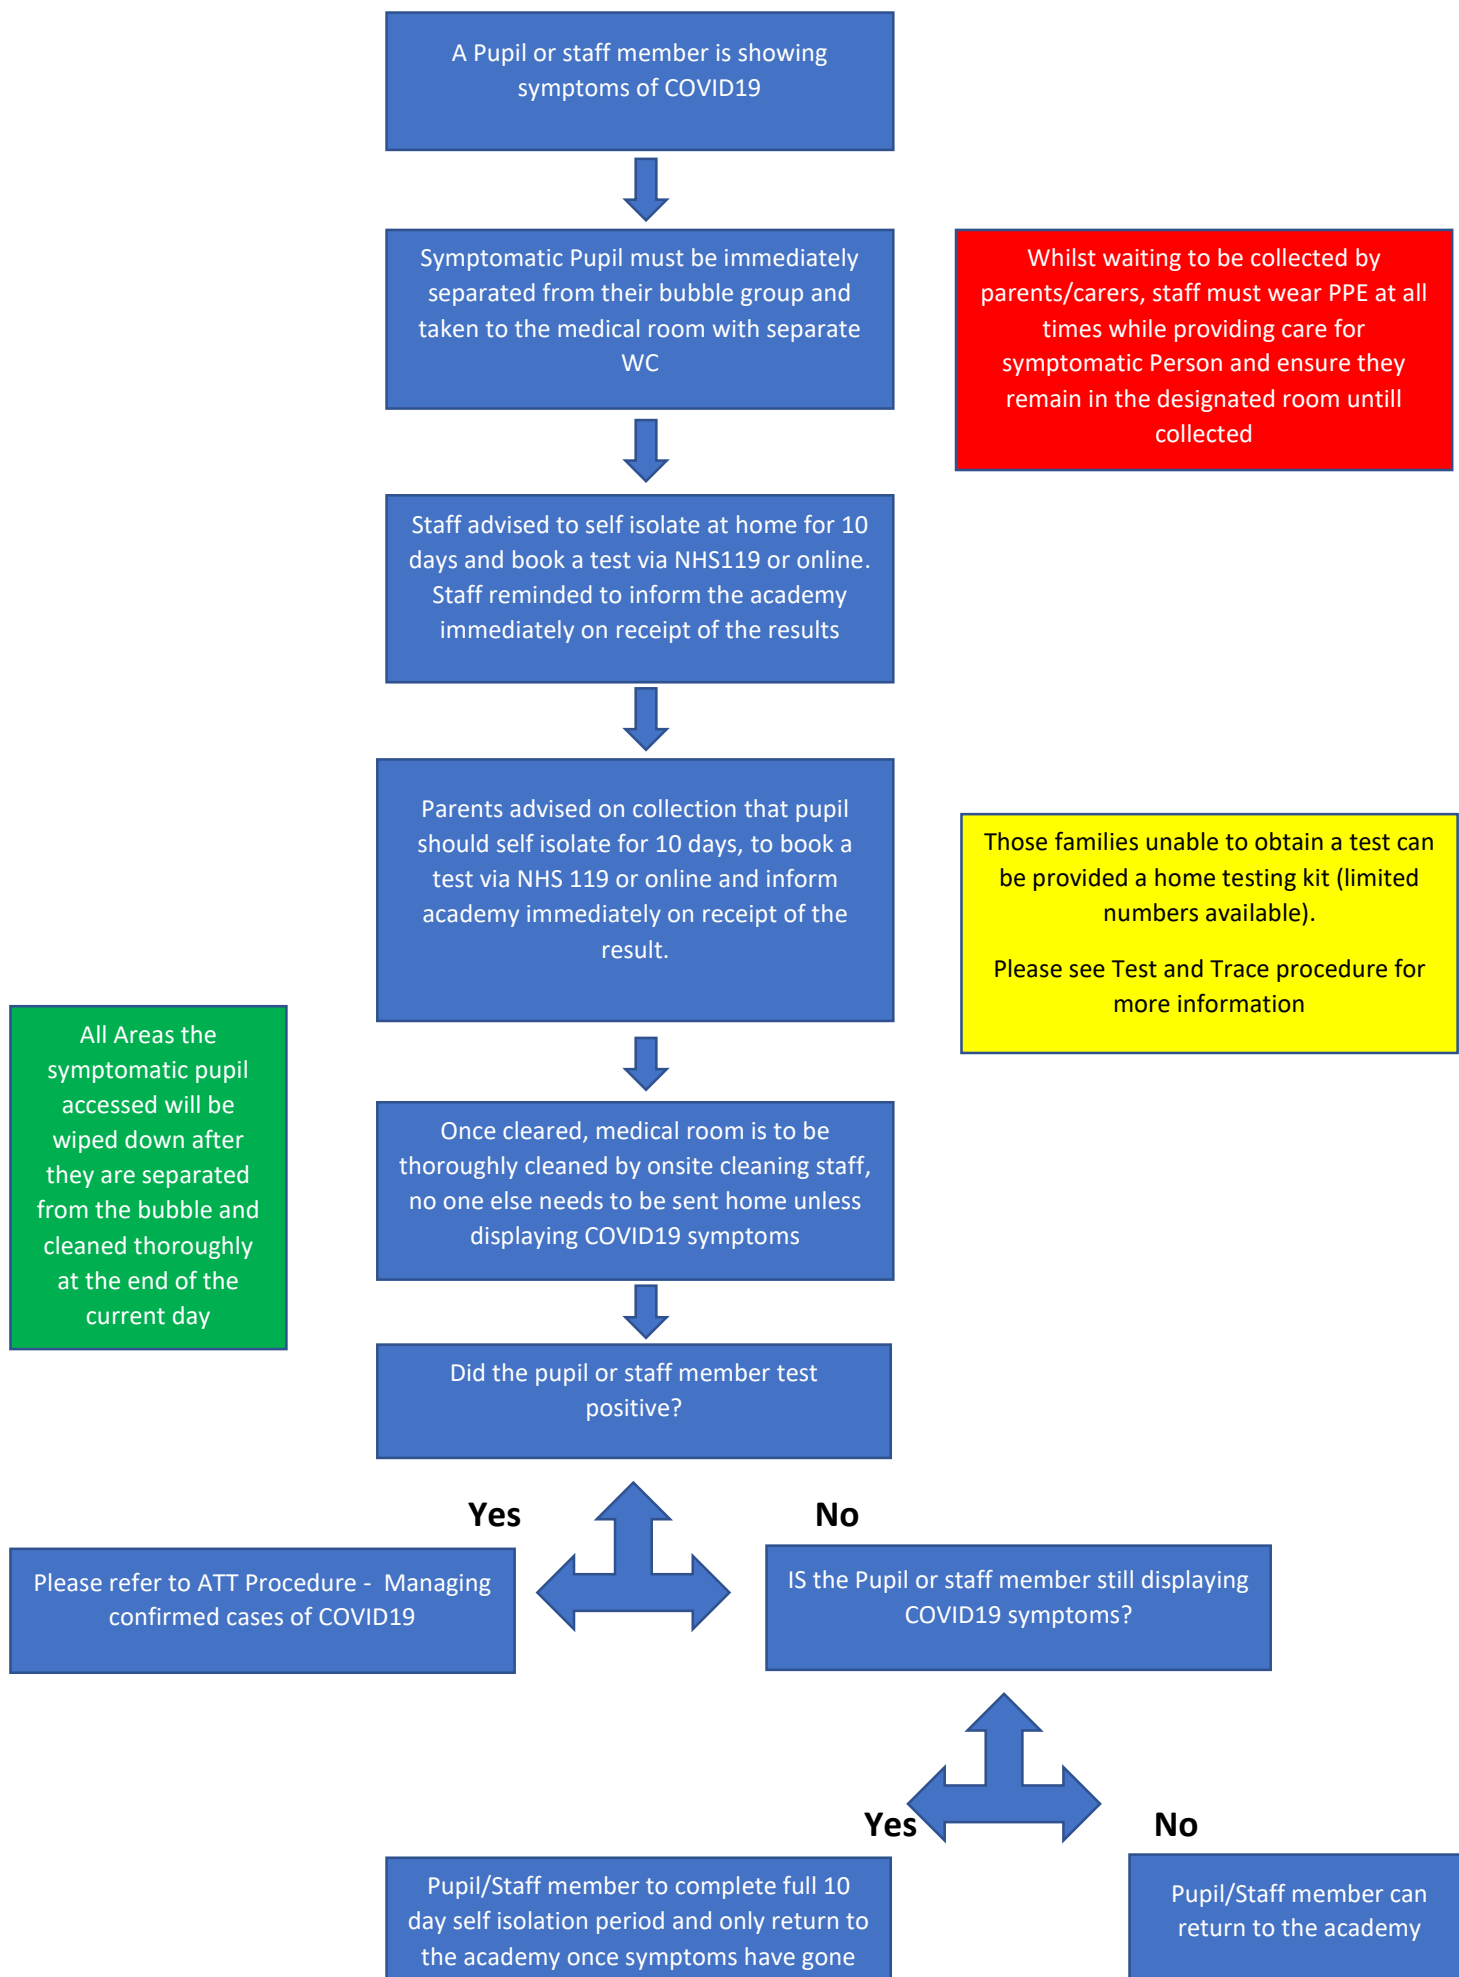 A Pupil or staff member is showing
symptoms of COVID19
Symptomatic Pupil must be immediately
separated from their bubble group and
taken to the medical room with separate
WC
Whilst waiting to be collected by
parents/carers, staff must wear PPE at all
times while providing care for
symptomatic Person and ensure they
remain in the designated room untill
collected
Staff advised to self isolate at home for 10
days and book a test via NHS119 or online.
Staff reminded to inform the academy
immediately on receipt of the results
Parents advised on collection that pupil
should self isolate for 10 days, to book a
test via NHS 119 or online and inform
academy immediately on receipt of the
result.
Those families unable to obtain a test can
be provided a home testing kit (limited
numbers available).
Please see Test and Trace procedure for
more information
All Areas the
symptomatic pupil
accessed will be
wiped down after
they are separated
from the bubble and
cleaned thoroughly
at the end of the
current day
Once cleared, medical room is to be
thoroughly cleaned by onsite cleaning staff,
no one else needs to be sent home unless
displaying COVID19 symptoms
Did the pupil or staff member test
positive?
Yes
No
Please refer to ATT Procedure - Managing
confirmed cases of COVID19
IS the Pupil or staff member still displaying
COVID19 symptoms?
Yes
No
Pupil/Staff member to complete full 10
day self isolation period and only return to
the academy once symptoms have gone
Pupil/Staff member can
return to the academy